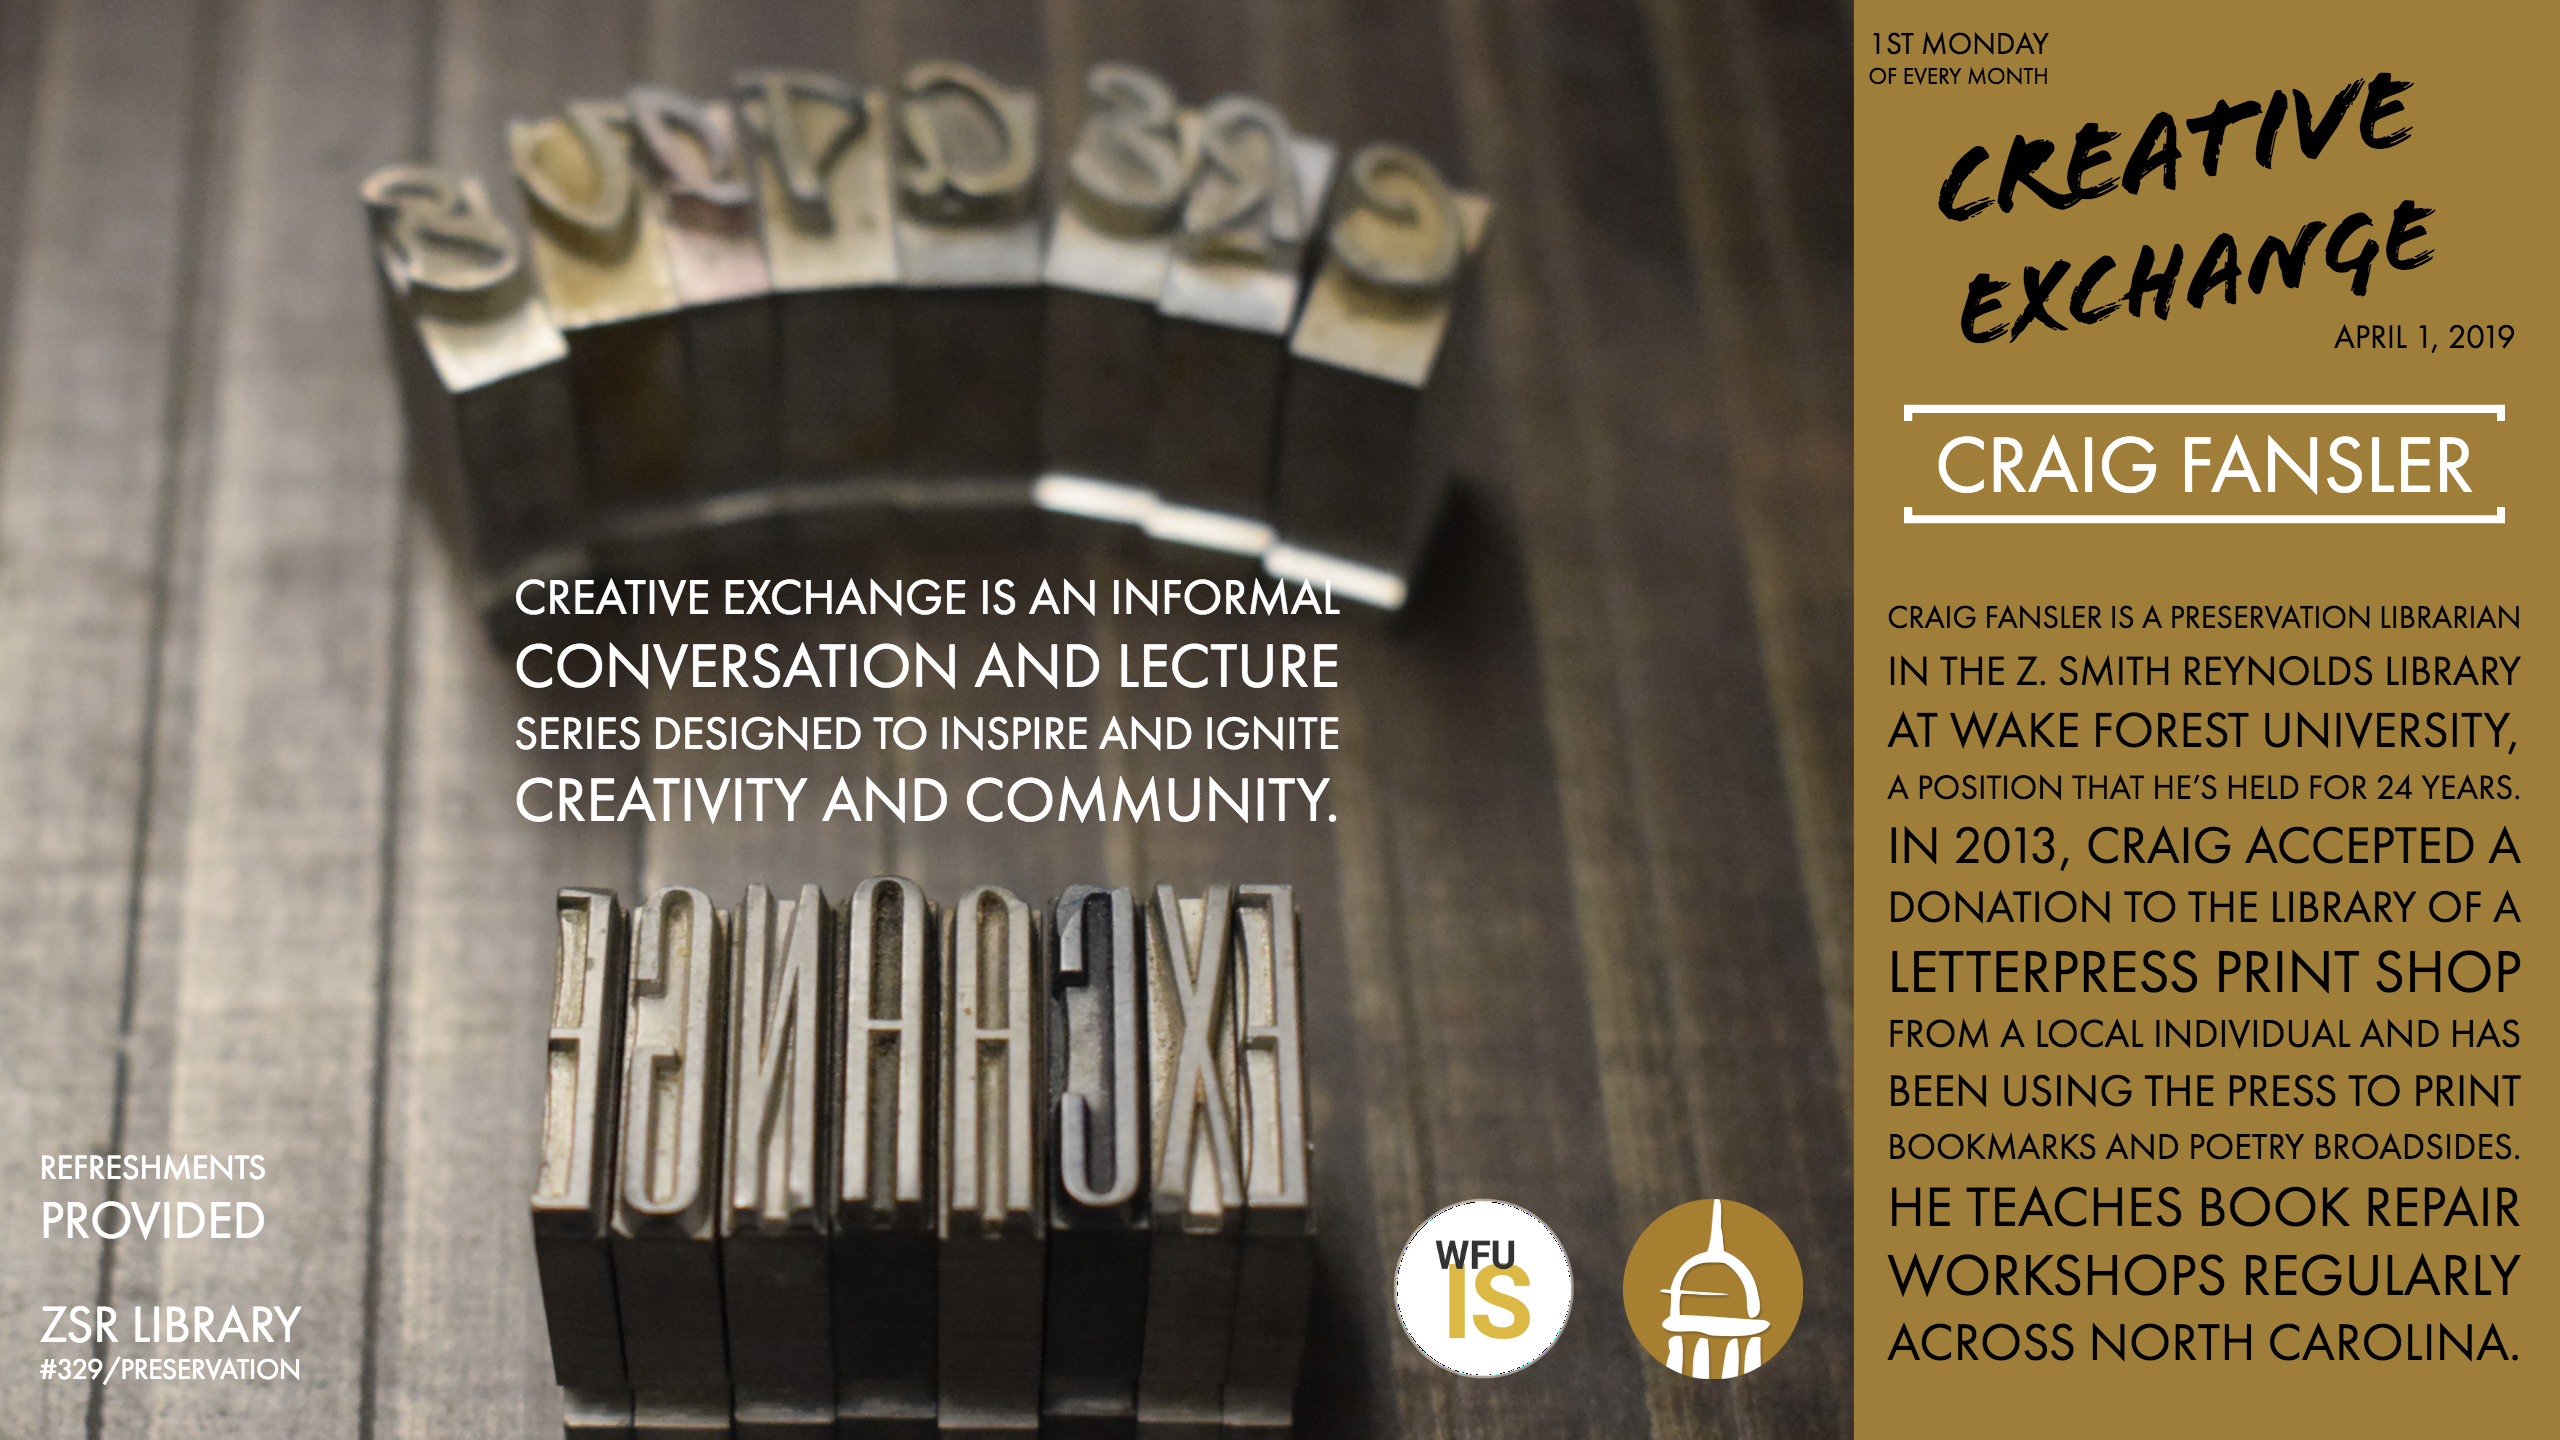 1ST MONDAY
OF EVERY MONTH
CREATIVE
EXCHANGE
APRIL 1, 2019
CRAIG FANSLER
CRAIG FANSLER IS A PRESERVATION LIBRARIAN
IN THE Z. SMITH REYNOLDS LIBRARY
AT WAKE FOREST UNIVERSITY,
A POSITION THAT HE’S HELD FOR 24 YEARS.
IN 2013, CRAIG ACCEPTED A
DONATION TO THE LIBRARY OF A
LETTERPRESS PRINT SHOP
FROM A LOCAL INDIVIDUAL AND HAS
BEEN USING THE PRESS TO PRINT
BOOKMARKS AND POETRY BROADSIDES.
HE TEACHES BOOK REPAIR
WORKSHOPS REGULARLY
ACROSS NORTH CAROLINA.
CREATIVE EXCHANGE IS AN INFORMAL
CONVERSATION AND LECTURE
SERIES DESIGNED TO INSPIRE AND IGNITE
CREATIVITY AND COMMUNITY.
REFRESHMENTS
PROVIDED
ZSR LIBRARY
#329/PRESERVATION
WFU
IS